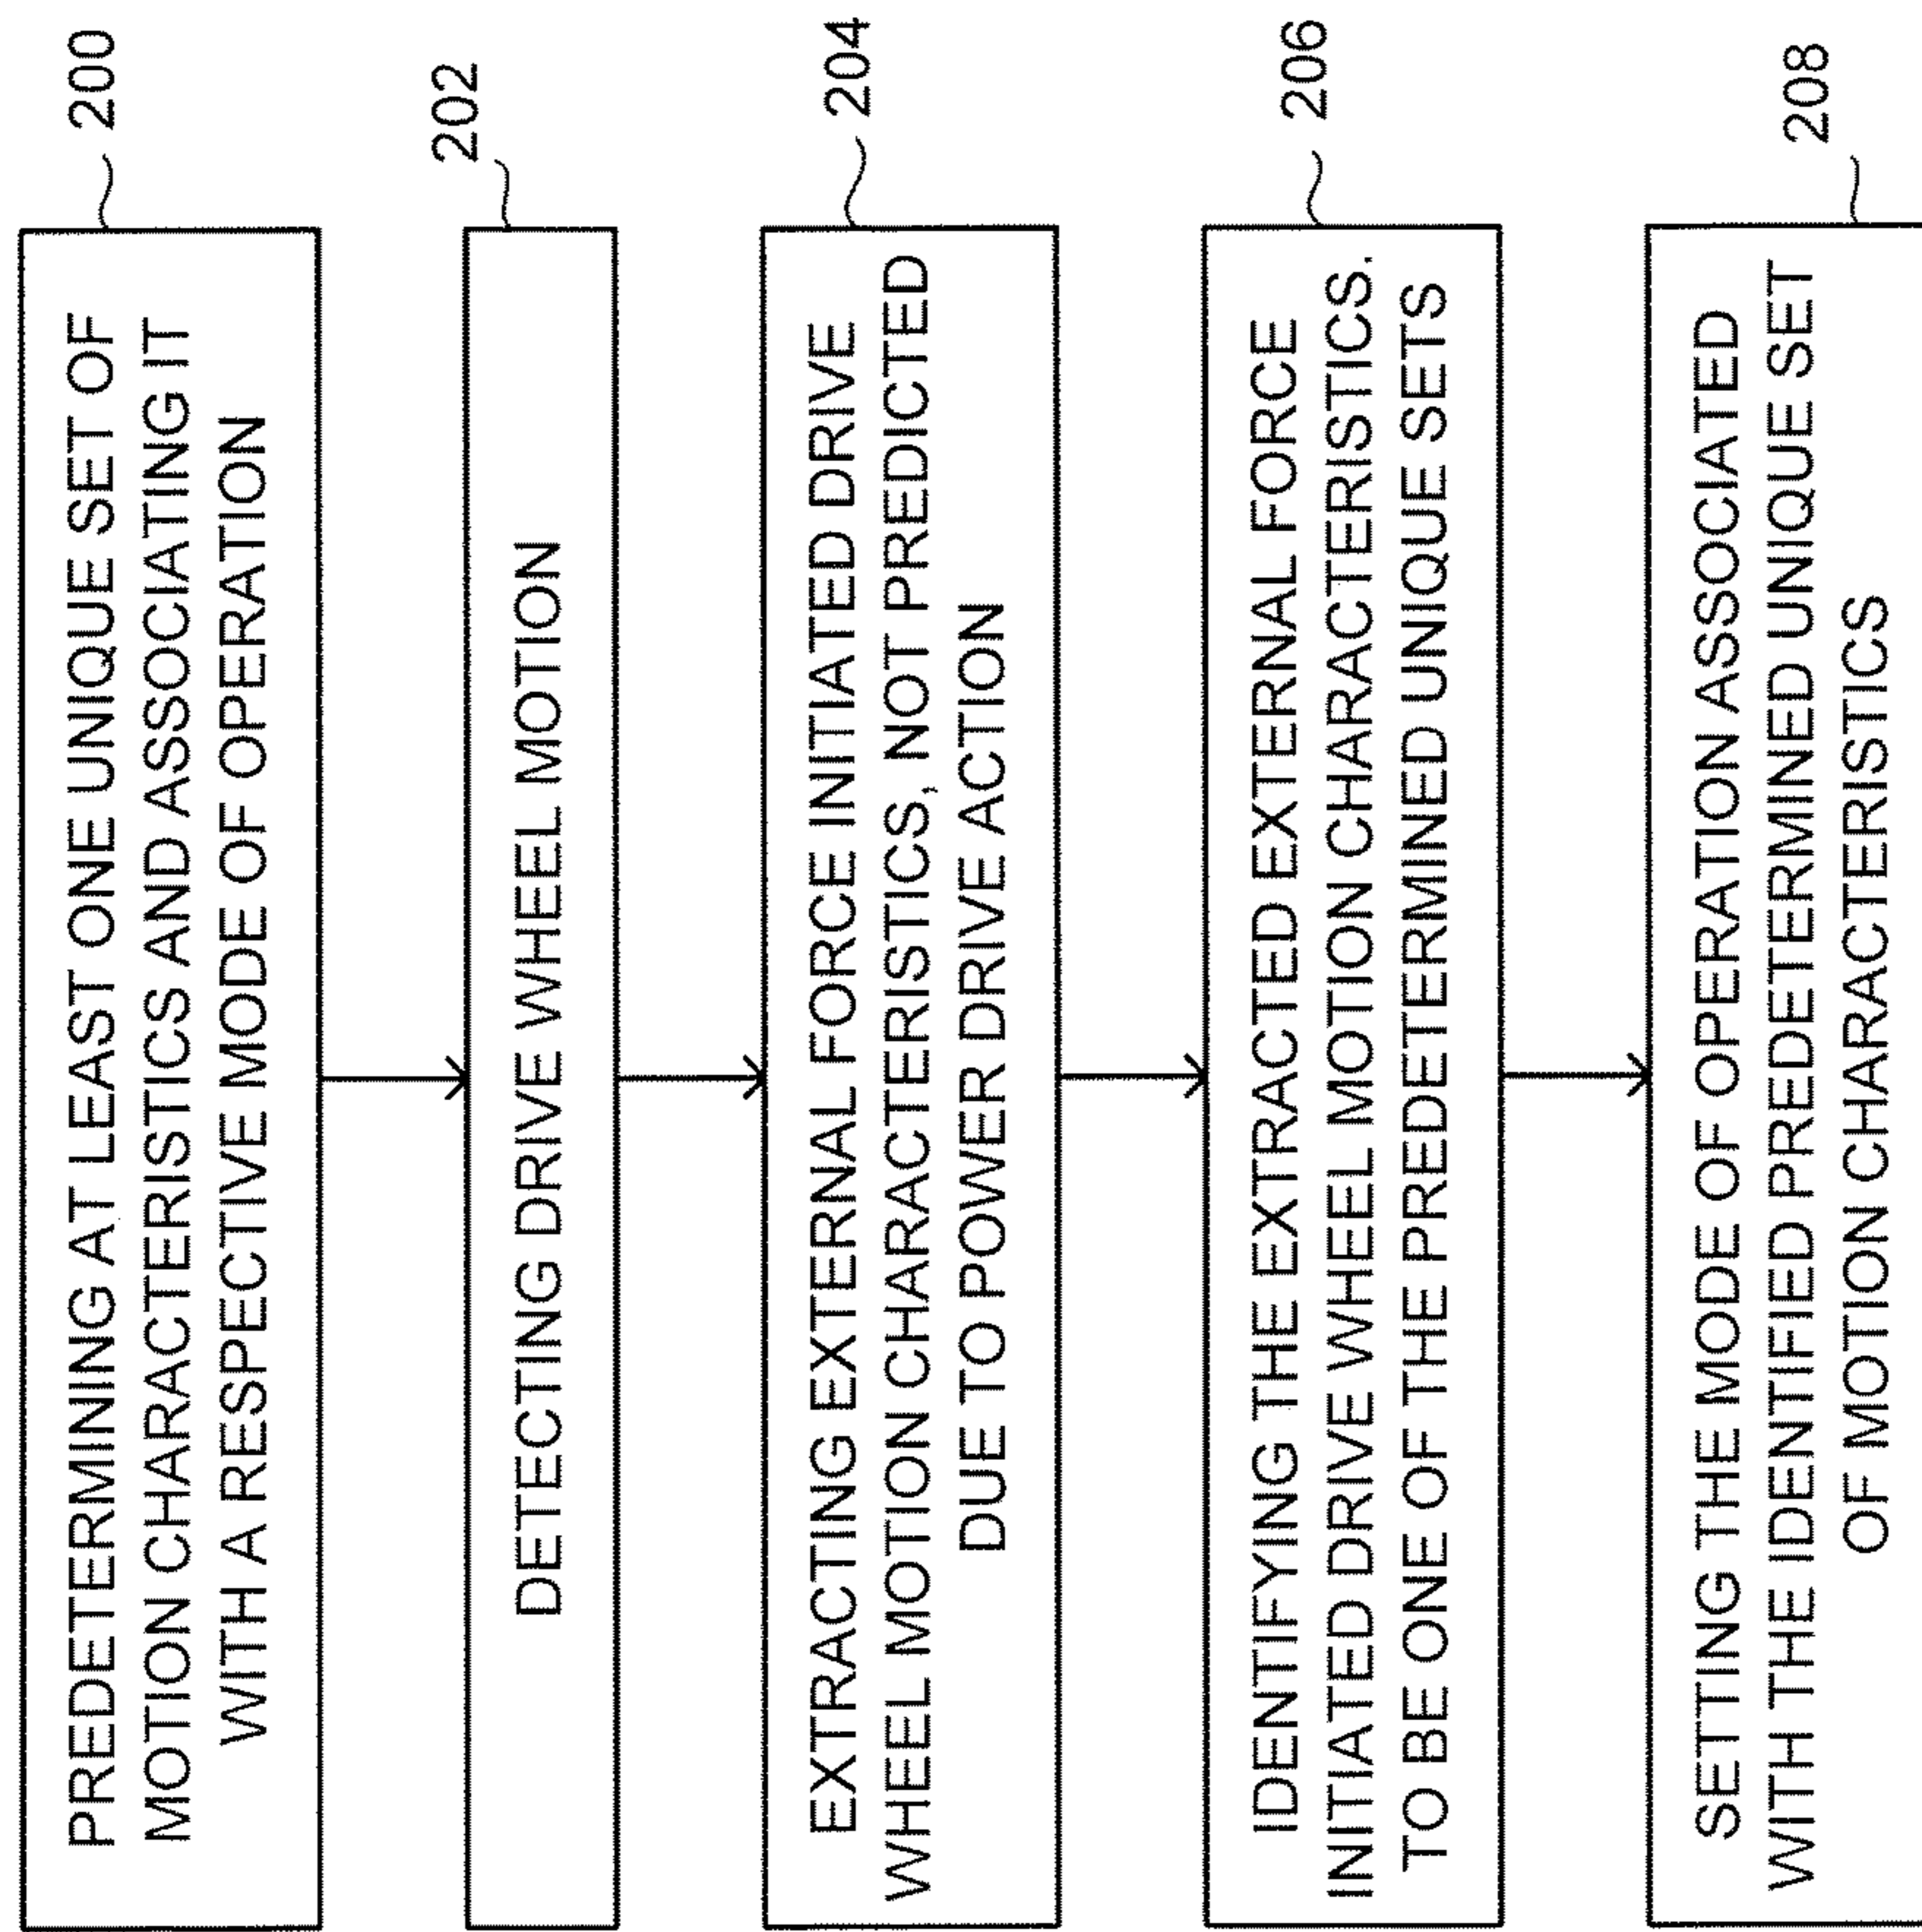 PREDETERMINING AT LEAST ONE UNIQUE SET OF
MOTION CHARACTERISTICS AND ASSOCIATING IT
WITH A RESPECTIVE MODE OF OPERATION
200
DETECTING DRIVE WHEEL MOTION
202
EXTRACTING EXTERNAL FORCE INITIATED DRIVE
WHEEL MOTION CHARACTERISTICS, NOT PREDICTED
DUE TO POWER DRIVE ACTION
204
IDENTIFYING THE EXTRACTED EXTERNAL FORCE
INITIATED DRIVE WHEEL MOTION CHARACTERISTICS.
TO BE ONE OF THE PREDETERMINED UNIQUE SETS
206
SETTING THE MODE OF OPERATION ASSOCIATED
WITH THE IDENTIFIED PREDETERMINED UNIQUE SET
OF MOTION CHARACTERISTICS
208